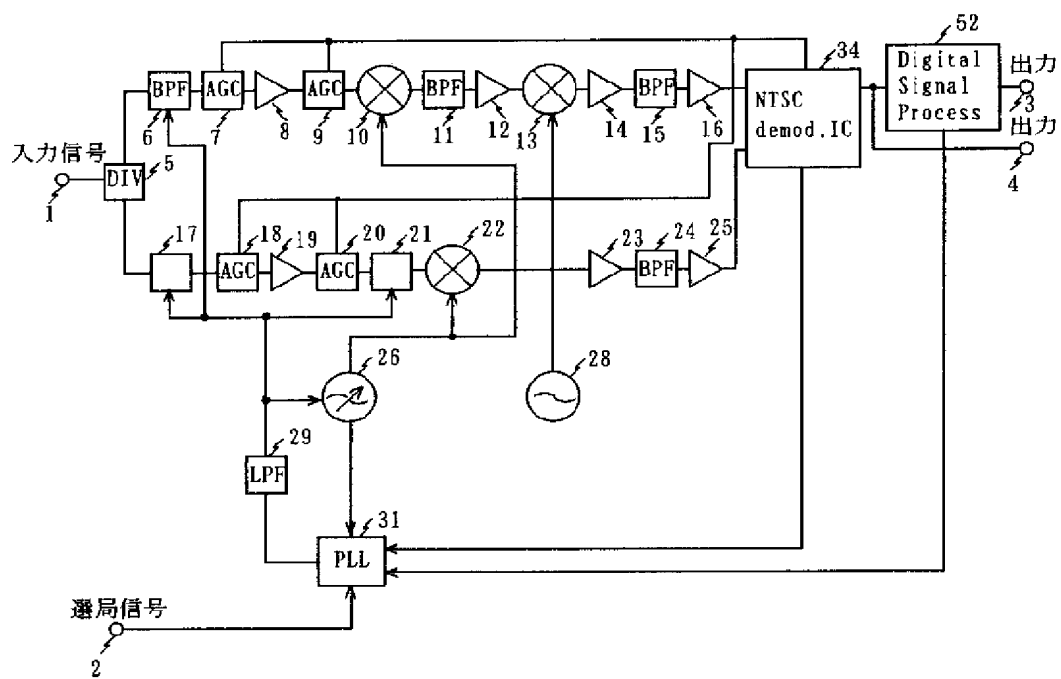 52
34
Digital
Signal
Process
出力
3
出力
4
NTSC
demod.IC
BPF
6
AGC
7
8
AGC
9
10
BPF
11
12
13
14
BPF
15
16
入力信号
1
DIV
5
17
18
AGC
19
20
AGC
21
22
23
24
BPF
25
26
28
29
LPF
31
PLL
選局信号
2